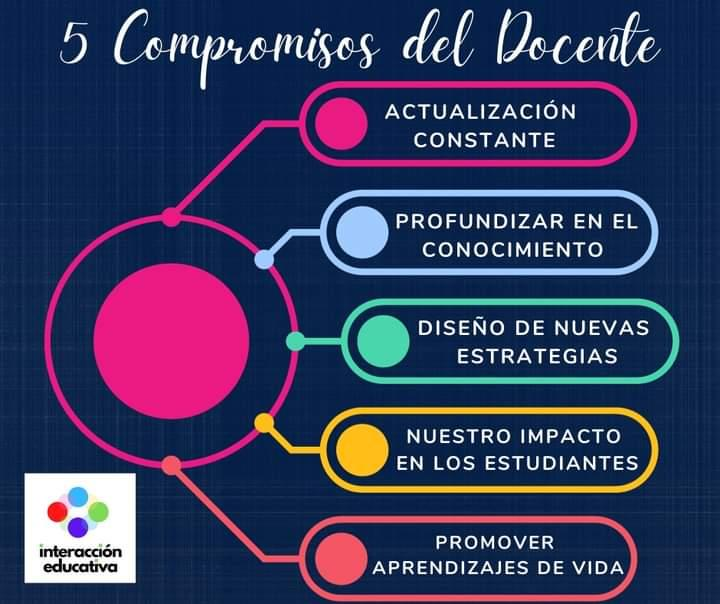 5 Compromisos del Docente
ACTUALIZACIÓN
CONSTANTE
PROFUNDIZAR EN EL
CONOCIMIENTO
DISEÑO DE NUEVAS
ESTRATEGIAS
NUESTRO IMPACTO
EN LOS ESTUDIANTES
PROMOVER
APRENDIZAJES DE VIDA
interacción
educativa